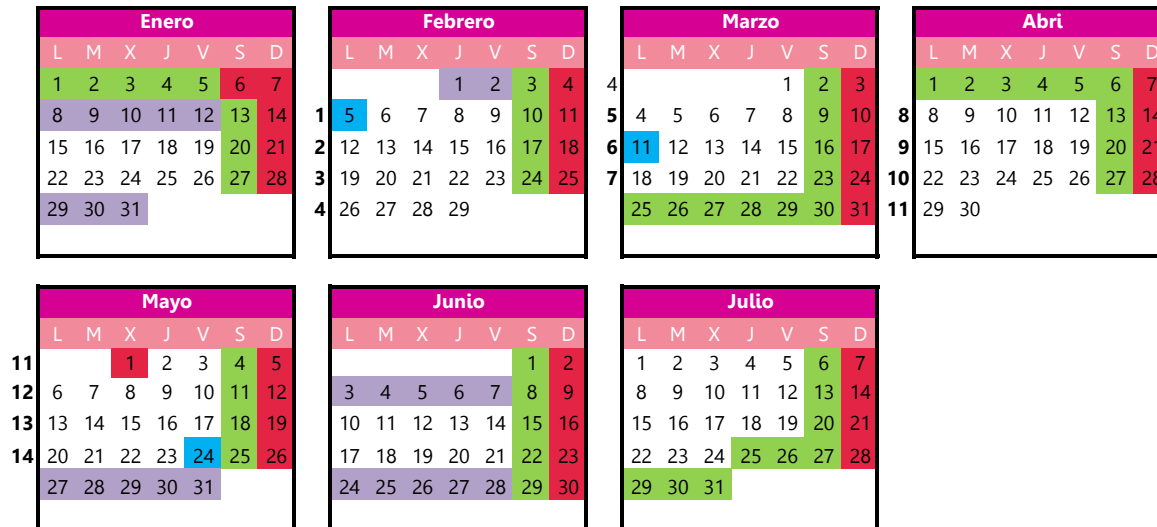 Enero
L M X J V S D
1 2 3 4 5 6 7
8 9 10 11 12 13 14
15 16 17 18 19 20 21
22 23 24 25 26 27 28
29 30 31
Febrero
L M X J V S D
1 2 3 4
1 5 6 7 8 9 10 11
2 12 13 14 15 16 17 18
3 19 20 21 22 23 24 25
4 26 27 28 29
Marzo
L M X J V S D
4 1 2 3
5 4 5 6 7 8 9 10
6 11 12 13 14 15 16 17
7 18 19 20 21 22 23 24
25 26 27 28 29 30 31
Abri
L M X J V S D
1 2 3 4 5 6 7
8 8 9 10 11 12 13 14
9 15 16 17 18 19 20 21
10 22 23 24 25 26 27 28
11 29 30
Mayo
L M X J V S D
11 1 2 3 4 5
12 6 7 8 9 10 11 12
13 13 14 15 16 17 18 19
14 20 21 22 23 24 25 26
27 28 29 30 31
Junio
L M X J V S D
1 2
3 4 5 6 7 8 9
10 11 12 13 14 15 16
17 18 19 20 21 22 23
24 25 26 27 28 29 30
Julio
L M X J V S D
1 2 3 4 5 6 7
8 9 10 11 12 13 14
15 16 17 18 19 20 21
22 23 24 25 26 27 28
29 30 31